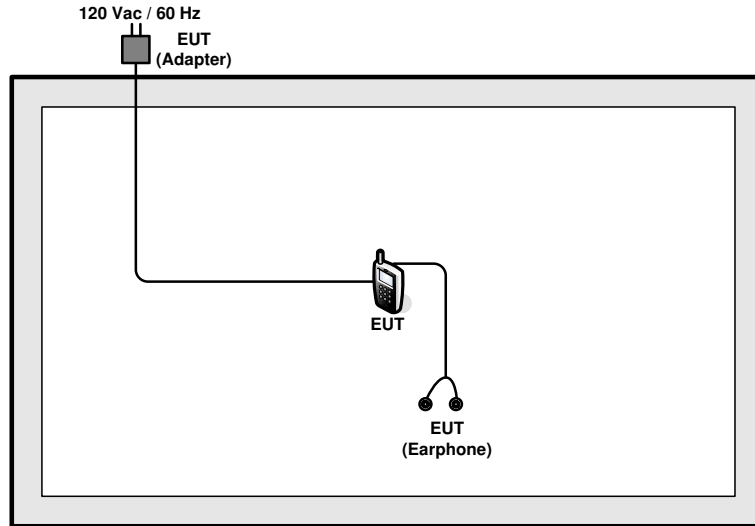 120 Vac / 60 Hz
EUT
(Adapter)
EUT
EUT
(Earphone)